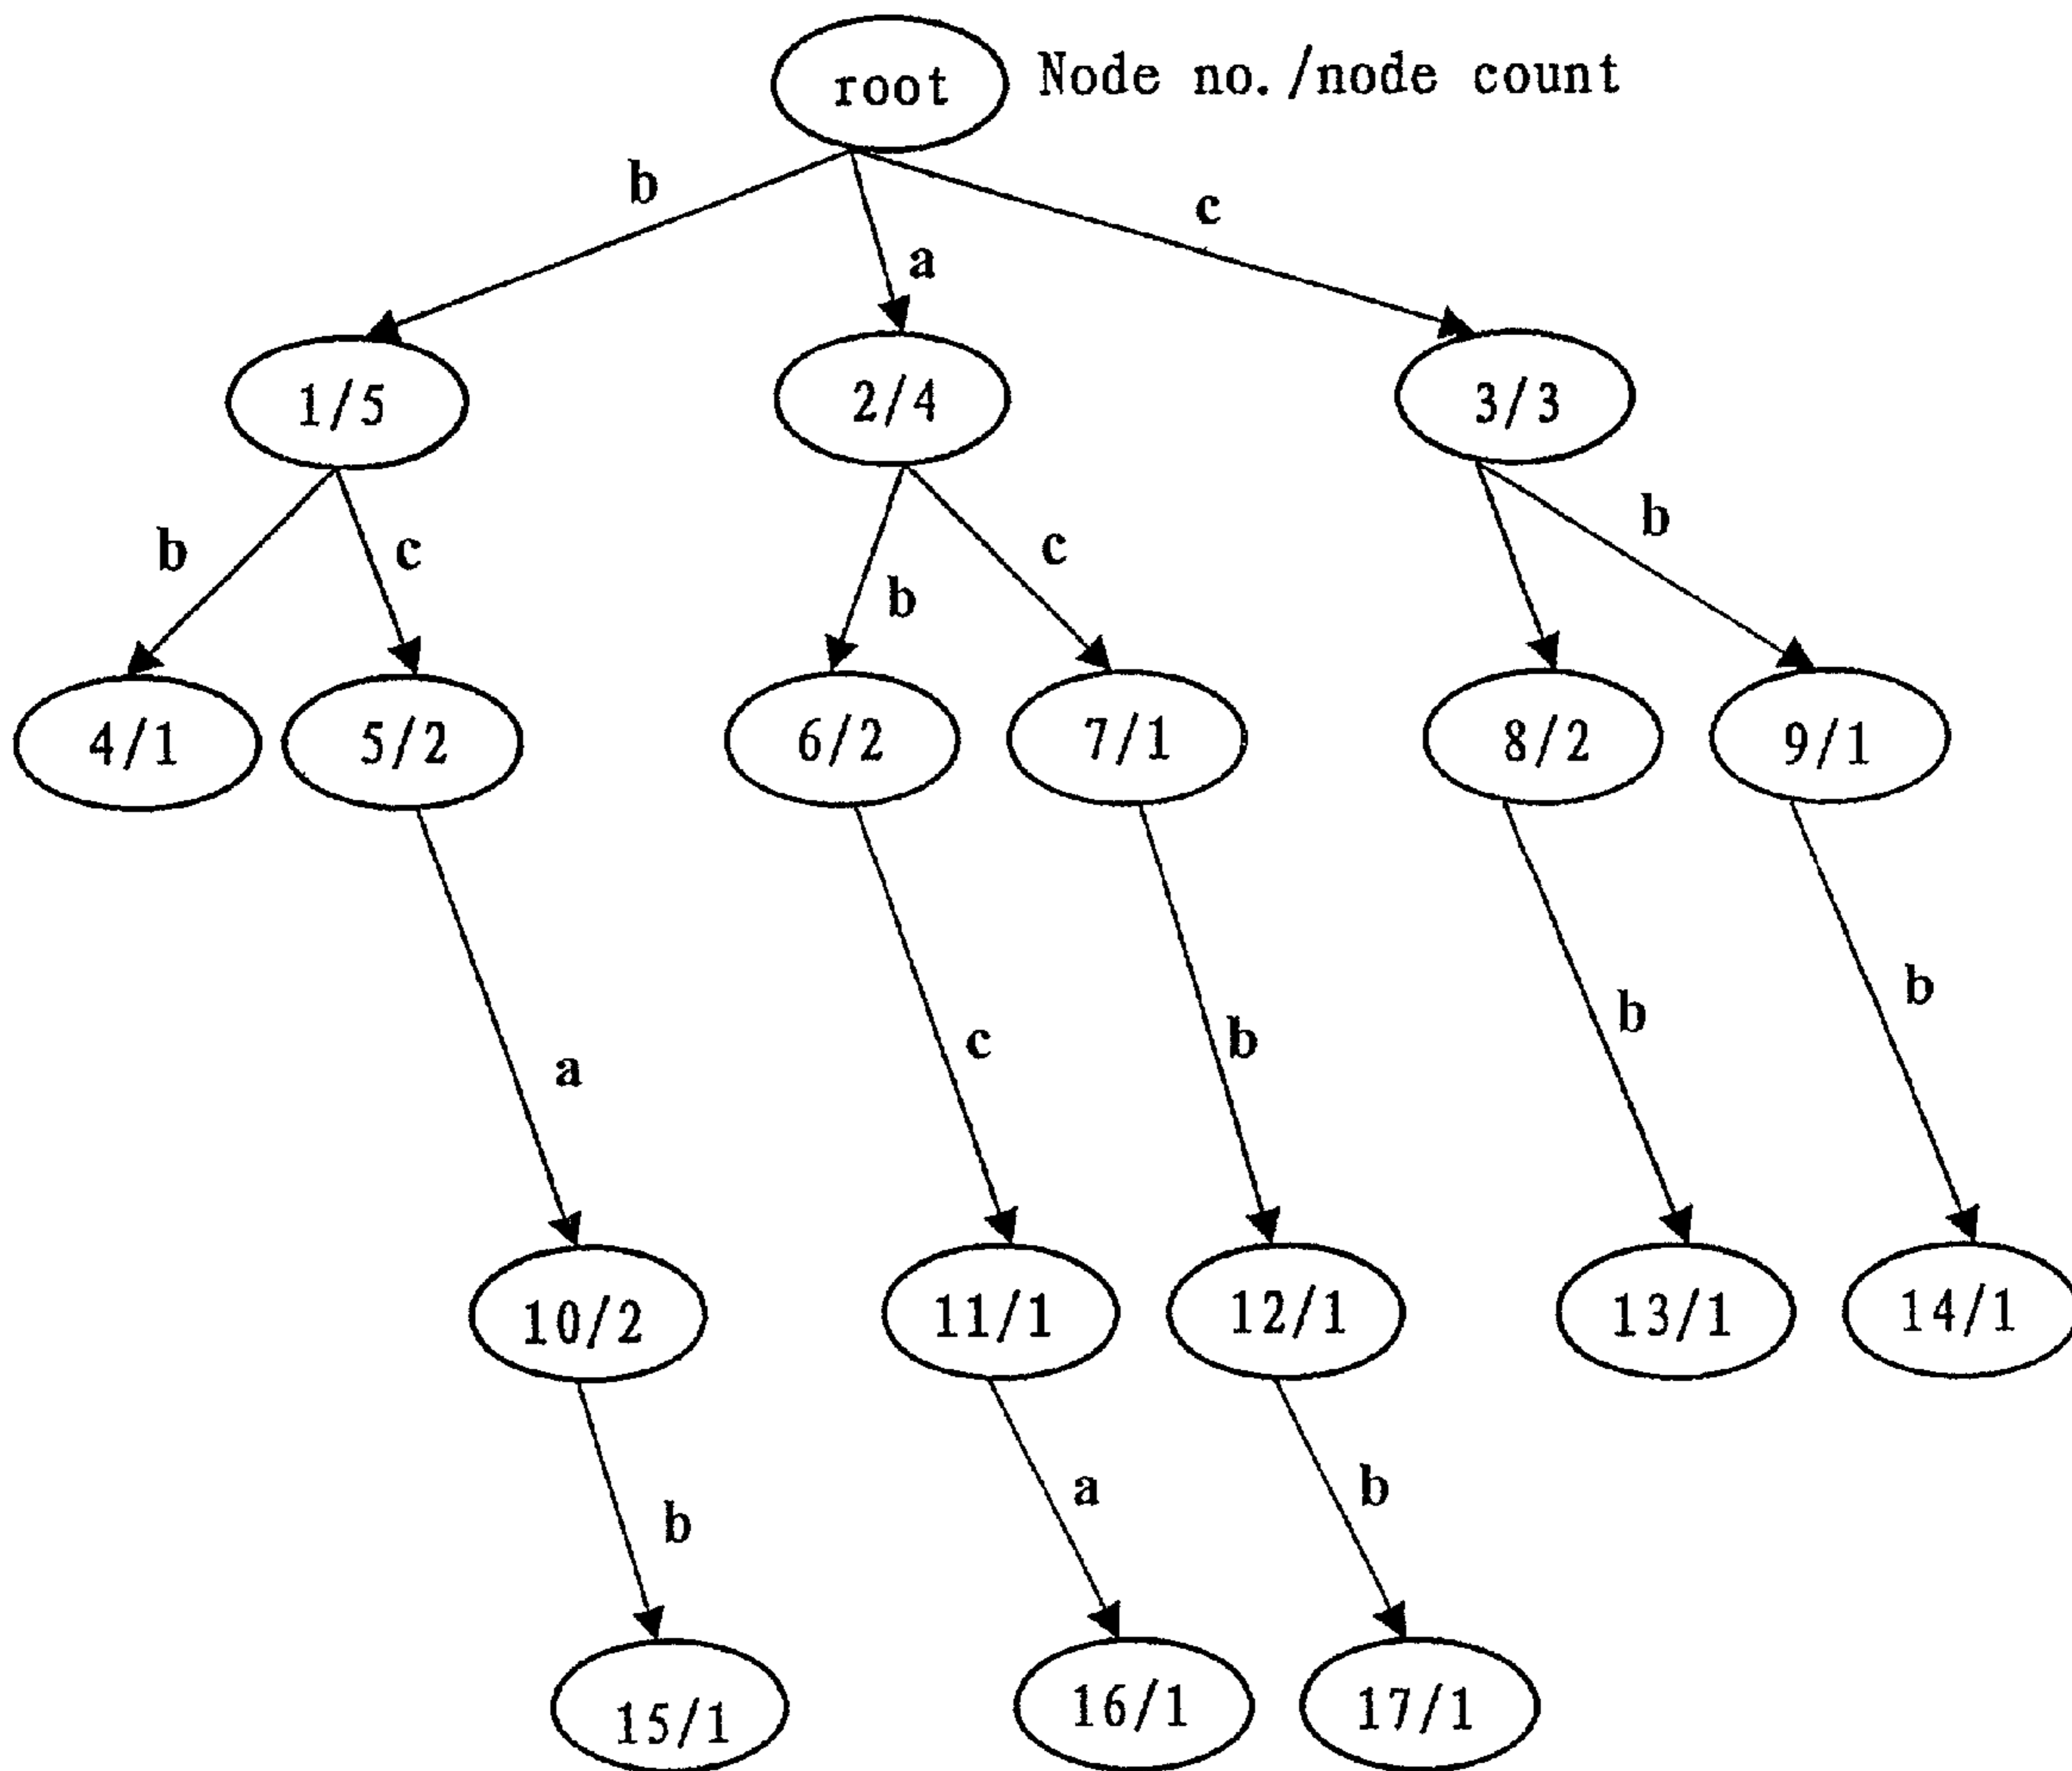 root Node no./node count
b a c
1/5 2/4 3/3
b c b c b
4/1 5/2 6/2 7/1 8/2 9/1
a c b b b
10/2 11/1 12/1 13/1 14/1
b a b
15/1 16/1 17/1